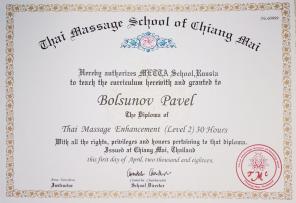 Thai Massage School of Chiang Mai
Hereby authorizes METTA School, Russia
to teach the curriculum herewith and granted to
Bolsunov Pavel
The Diploma of
Thai Massage Enhancement (Level 2) 30 Hours
With all the rights, privileges and honors pertaining to that diploma.
Issued at Chiang Mai, Thailand
this first day of April, two thousand and eighteen.
Instructor
School Director
TMC